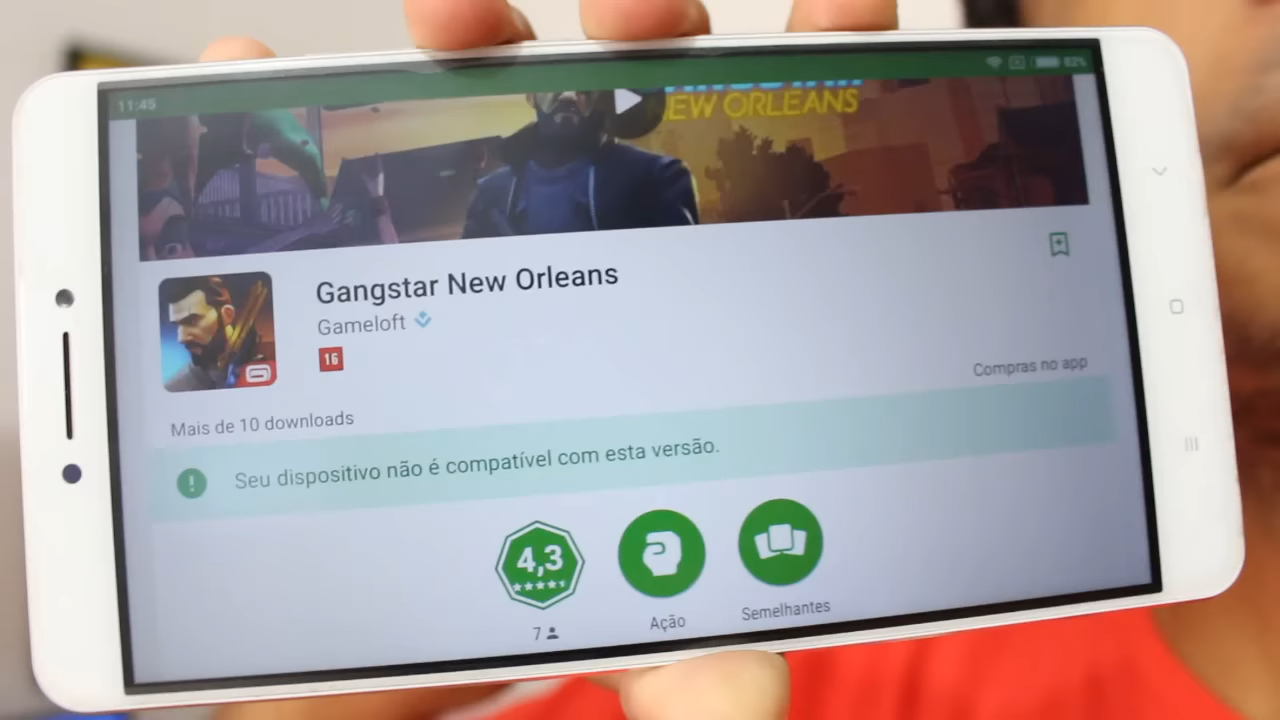 11:45
82%
NEW ORLEANS
Gangstar New Orleans
Gameloft
16
Compras no app
Mais de 10 downloads
Seu dispositivo não é compatível com esta versão.
4,3
7
Ação
Semelhantes